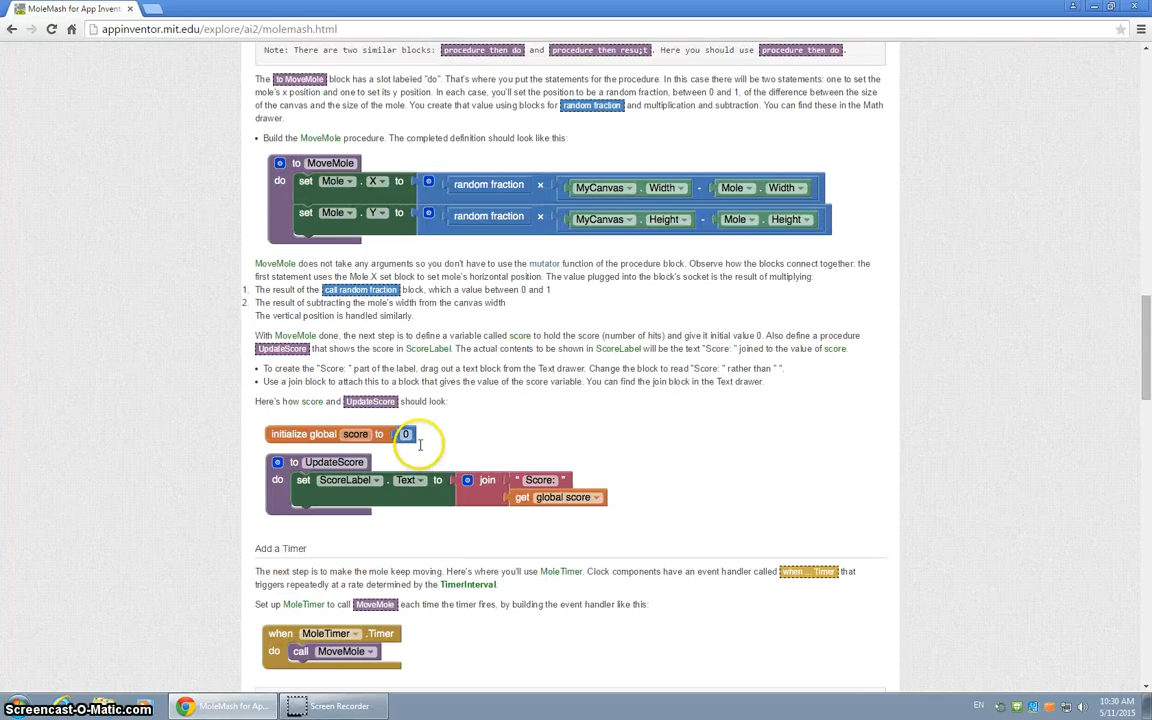 MoleMash for App Inventor
appinventor.mit.edu/explore/ai2/molemash.html
Note: There are two similar blocks: procedure then do and procedure then resu;t. Here you should use procedure then do.
The to MoveMole block has a slot labeled "do". That's where you put the statements for the procedure. In this case there will be two statements: one to set the
mole's x position and one to set its y position. In each case, you'll set the position to be a random fraction, between 0 and 1, of the difference between the size
of the canvas and the size of the mole. You create that value using blocks for random fraction and multiplication and subtraction. You can find these in the Math
drawer.
• Build the MoveMole procedure. The completed definition should look like this:
to MoveMole
do set Mole . X to random fraction × MyCanvas . Width - Mole . Width
set Mole . Y to random fraction × MyCanvas . Height - Mole . Height
MoveMole does not take any arguments so you don't have to use the mutator function of the procedure block. Observe how the blocks connect together: the
first statement uses the Mole.X set block to set mole's horizontal position. The value plugged into the block's socket is the result of multiplying:
1. The result of the call random fraction block, which a value between 0 and 1
2. The result of subtracting the mole's width from the canvas width
The vertical position is handled similarly.
With MoveMole done, the next step is to define a variable called score to hold the score (number of hits) and give it initial value 0. Also define a procedure
UpdateScore that shows the score in ScoreLabel. The actual contents to be shown in ScoreLabel will be the text "Score: " joined to the value of score.
• To create the "Score: " part of the label, drag out a text block from the Text drawer. Change the block to read "Score: " rather than " ".
• Use a join block to attach this to a block that gives the value of the score variable. You can find the join block in the Text drawer.
Here's how score and UpdateScore should look:
initialize global score to 0
to UpdateScore
do set ScoreLabel . Text to join " Score: "
get global score
Add a Timer
The next step is to make the mole keep moving. Here's where you'll use MoleTimer. Clock components have an event handler called when ... Timer that
triggers repeatedly at a rate determined by the TimerInterval.
Set up MoleTimer to call MoveMole each time the timer fires, by building the event handler like this:
when MoleTimer .Timer
do call MoveMole
Screencast-O-Matic.com
MoleMash for Ap...
Screen Recorder
EN
10:30 AM
5/11/2015